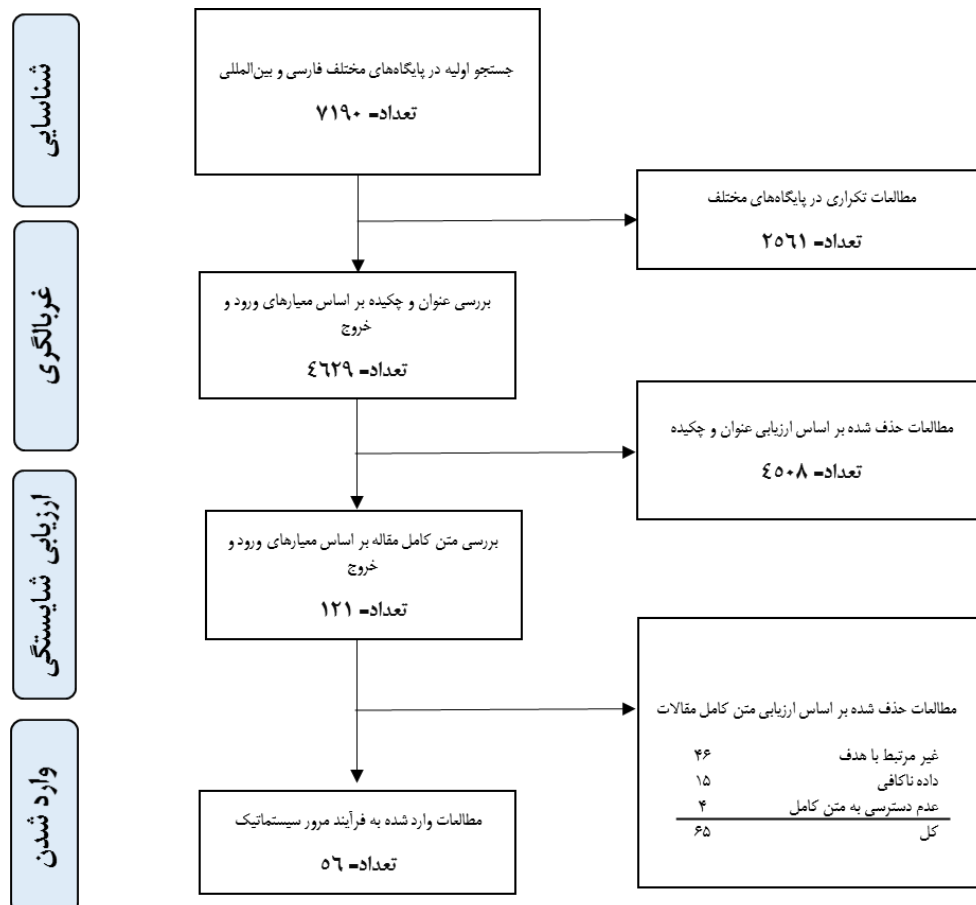 شناسایی
جستجو اولیه در پایگاه‌های مختلف فارسی و بین‌المللی
تعداد= ۷۱۹۰
مطالعات تکراری در پایگاه‌های مختلف
تعداد= ۲۵۶۱
غربالگری
بررسی عنوان و چکیده بر اساس معیارهای ورود و
خروج
تعداد= ٤٦۲۹
مطالعات حذف شده بر اساس ارزیابی عنوان و چکیده
تعداد= ٤٥۰۸
ارزیابی شایستگی
بررسی متن کامل مقاله بر اساس معیارهای ورود و
خروج
تعداد= ۱۲۱
مطالعات حذف شده بر اساس ارزیابی متن کامل مقالات
غیر مرتبط با هدف ۴۶
داده ناکافی ۱۵
عدم دسترسی به متن کامل ۴
کل ۶۵
وارد شدن
مطالعات وارد شده به فرآیند مرور سیستماتیک
تعداد= ٥٦